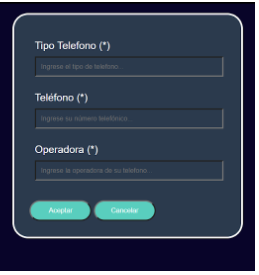 Tipo Telefono (*)
Ingrese el tipo de telefono...
Teléfono (*)
Ingrese su número telefónico...
Operadora (*)
Ingrese la operadora de su telefono
Aceptar Cancelar